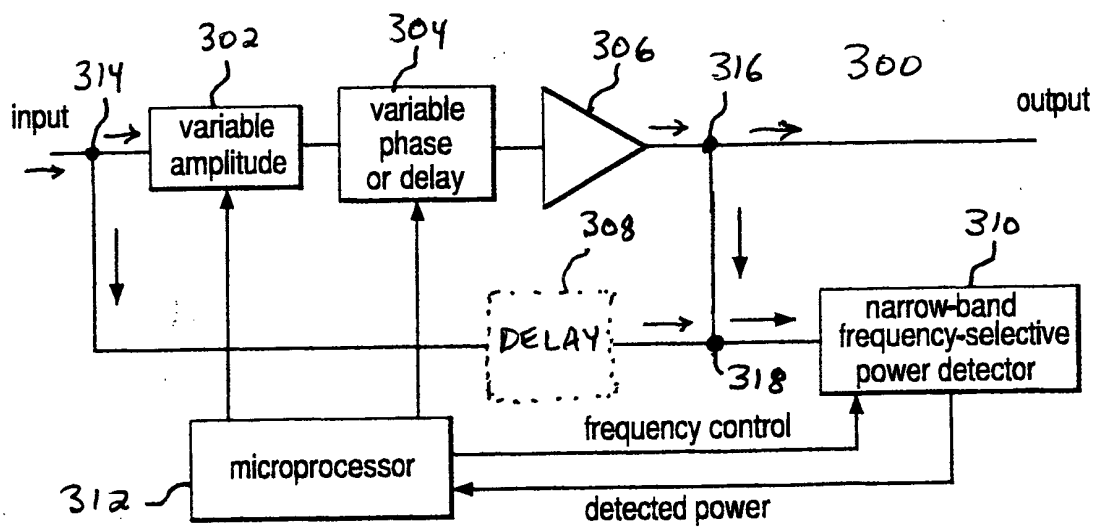 302
304
306
316
300
314
input
variable
amplitude
variable
phase
or delay
output
308
310
DELAY
narrow-band
frequency-selective
power detector
318
frequency control
microprocessor
312
detected power